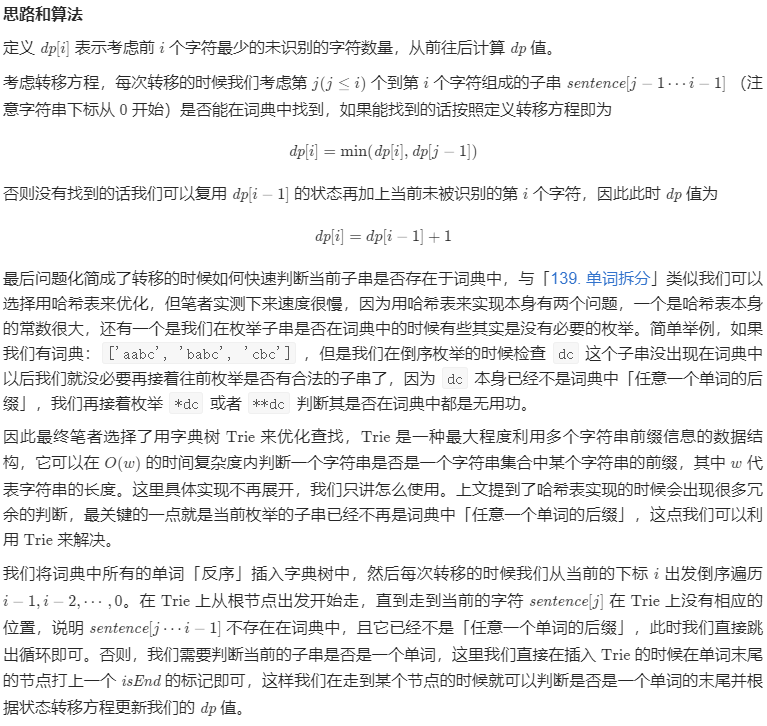 思路和算法
定义 dp[i] 表示考虑前 i 个字符最少的未识别的字符数量，从前往后计算 dp 值。
考虑转移方程，每次转移的时候我们考虑第 j(j ≤ i) 个到第 i 个字符组成的子串 sentence[j − 1 ⋯ i − 1] （注
意字符串下标从 0 开始）是否能在词典中找到，如果能找到的话按照定义转移方程即为
dp[i] = min(dp[i], dp[j − 1])
否则没有找到的话我们可以复用 dp[i − 1] 的状态再加上当前未被识别的第 i 个字符，因此此时 dp 值为
dp[i] = dp[i − 1] + 1
最后问题化简成了转移的时候如何快速判断当前子串是否存在于词典中，与「139. 单词拆分」类似我们可以
选择用哈希表来优化，但笔者实测下来速度很慢，因为用哈希表来实现本身有两个问题，一个是哈希表本身
的常数很大，还有一个是我们在枚举子串是否在词典中的时候有些其实是没有必要的枚举。简单举例，如果
我们有词典： ['aabc', 'babc', 'cbc'] ，但是我们在倒序枚举的时候检查 dc 这个子串没出现在词典中
以后我们就没必要再接着往前枚举是否有合法的子串了，因为 dc 本身已经不是词典中「任意一个单词的后
缀」，我们再接着枚举 *dc 或者 **dc 判断其是否在词典中都是无用功。
因此最终笔者选择了用字典树 Trie 来优化查找，Trie 是一种最大程度利用多个字符串前缀信息的数据结
构，它可以在 O(w) 的时间复杂度内判断一个字符串是否是一个字符串集合中某个字符串的前缀，其中 w 代
表字符串的长度。这里具体实现不再展开，我们只讲怎么使用。上文提到了哈希表实现的时候会出现很多冗
余的判断，最关键的一点就是当前枚举的子串已经不再是词典中「任意一个单词的后缀」，这点我们可以利
用 Trie 来解决。
我们将词典中所有的单词「反序」插入字典树中，然后每次转移的时候我们从当前的下标 i 出发倒序遍历
i − 1, i − 2, ⋯ , 0。在 Trie 上从根节点出发开始走，直到走到当前的字符 sentence[j] 在 Trie 上没有相应的
位置，说明 sentence[j ⋯ i − 1] 不存在在词典中，且它已经不是「任意一个单词的后缀」，此时我们直接跳
出循环即可。否则，我们需要判断当前的子串是否是一个单词，这里我们直接在插入 Trie 的时候在单词末尾
的节点打上一个 isEnd 的标记即可，这样我们在走到某个节点的时候就可以判断是否是一个单词的末尾并根
据状态转移方程更新我们的 dp 值。